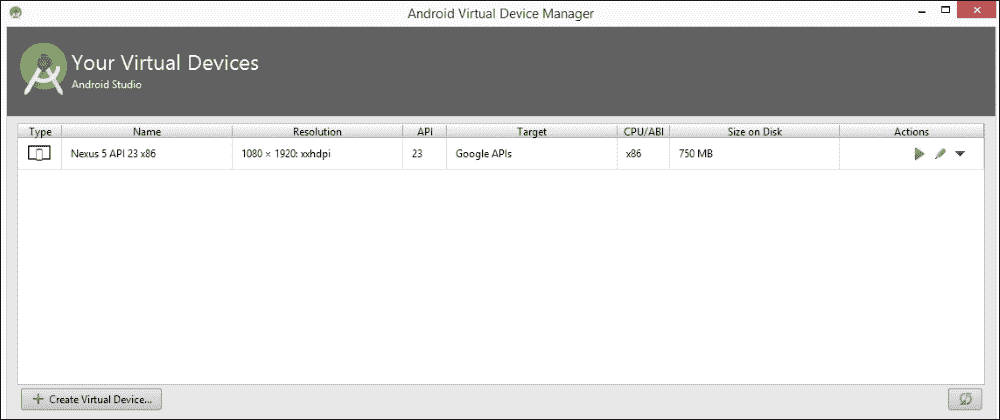 Android Virtual Device Manager
Your Virtual Devices
Android Studio
Type Name Resolution API Target CPU/ABI Size on Disk Actions
Nexus 5 API 23 x86 1080 × 1920: xxhdpi 23 Google APIs x86 750 MB
Create Virtual Device...